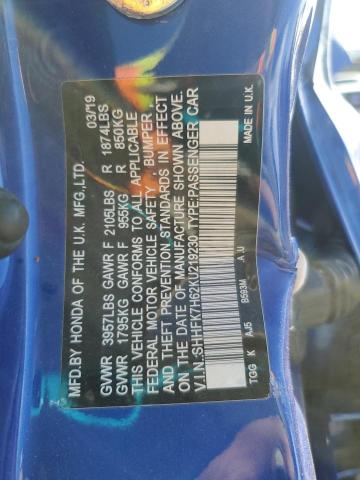 MFD.BY HONDA OF THE U.K. MFG.,LTD. 03/19
GVWR 3957LBS GAWR F 2105LBS R 1874LBS
GVWR 1795KG GAWR F 955KG R 850KG
THIS VEHICLE CONFORMS TO ALL APPLICABLE
FEDERAL MOTOR VEHICLE SAFETY, BUMPER
AND THEFT PREVENTION STANDARDS IN EFFECT
ON THE DATE OF MANUFACTURE SHOWN ABOVE.
V.I.N.:SHHFK7H62KU219230 TYPE:PASSENGER CAR
TGG K AJ5 B593M A U MADE IN U.K.